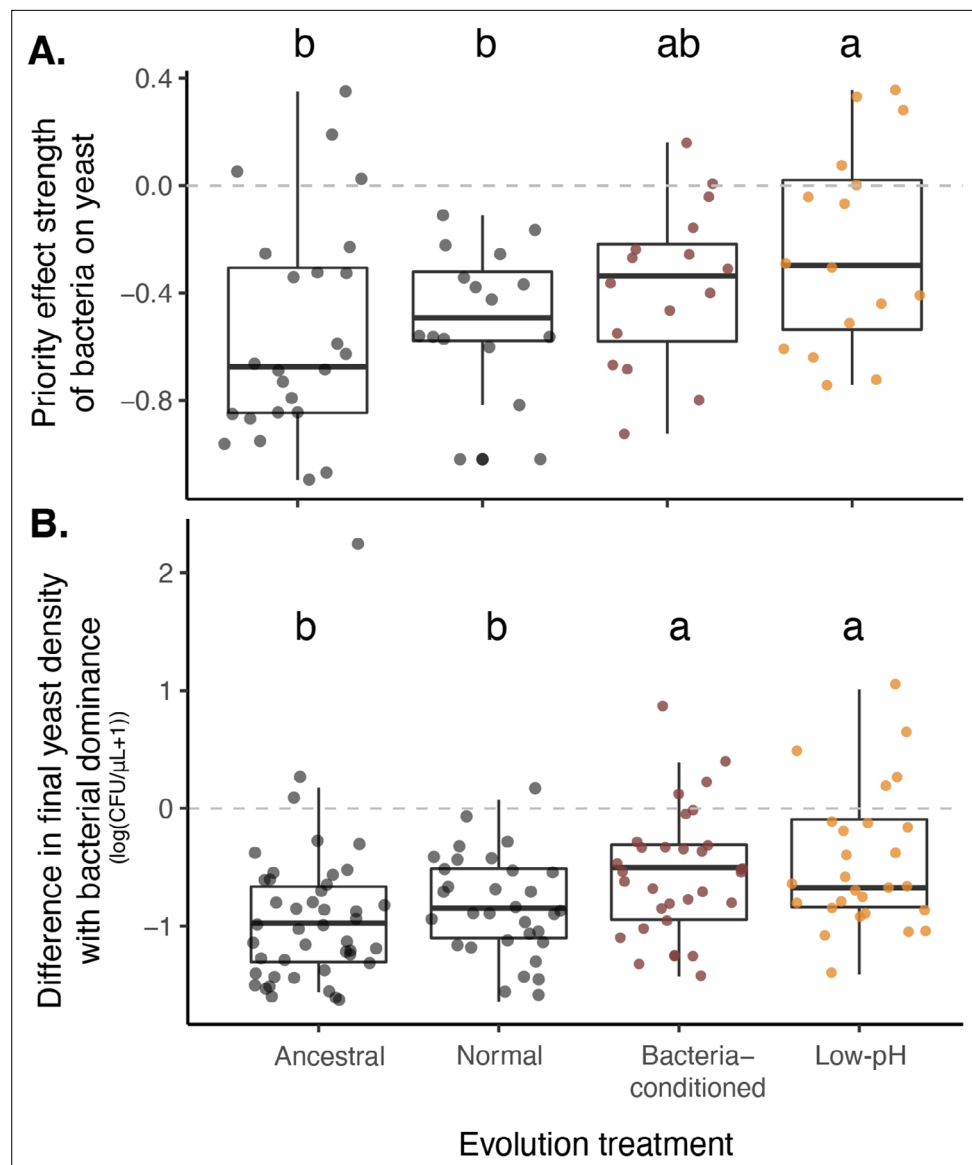 A.
b b ab a
Priority effect strength
of bacteria on yeast
0.4
0.0
−0.4
−0.8
B.
b b a a
Difference in final yeast density
with bacterial dominance
(log(CFU/μL+1))
2
1
0
−1
Ancestral Normal Bacteria− Low-pH
conditioned
Evolution treatment